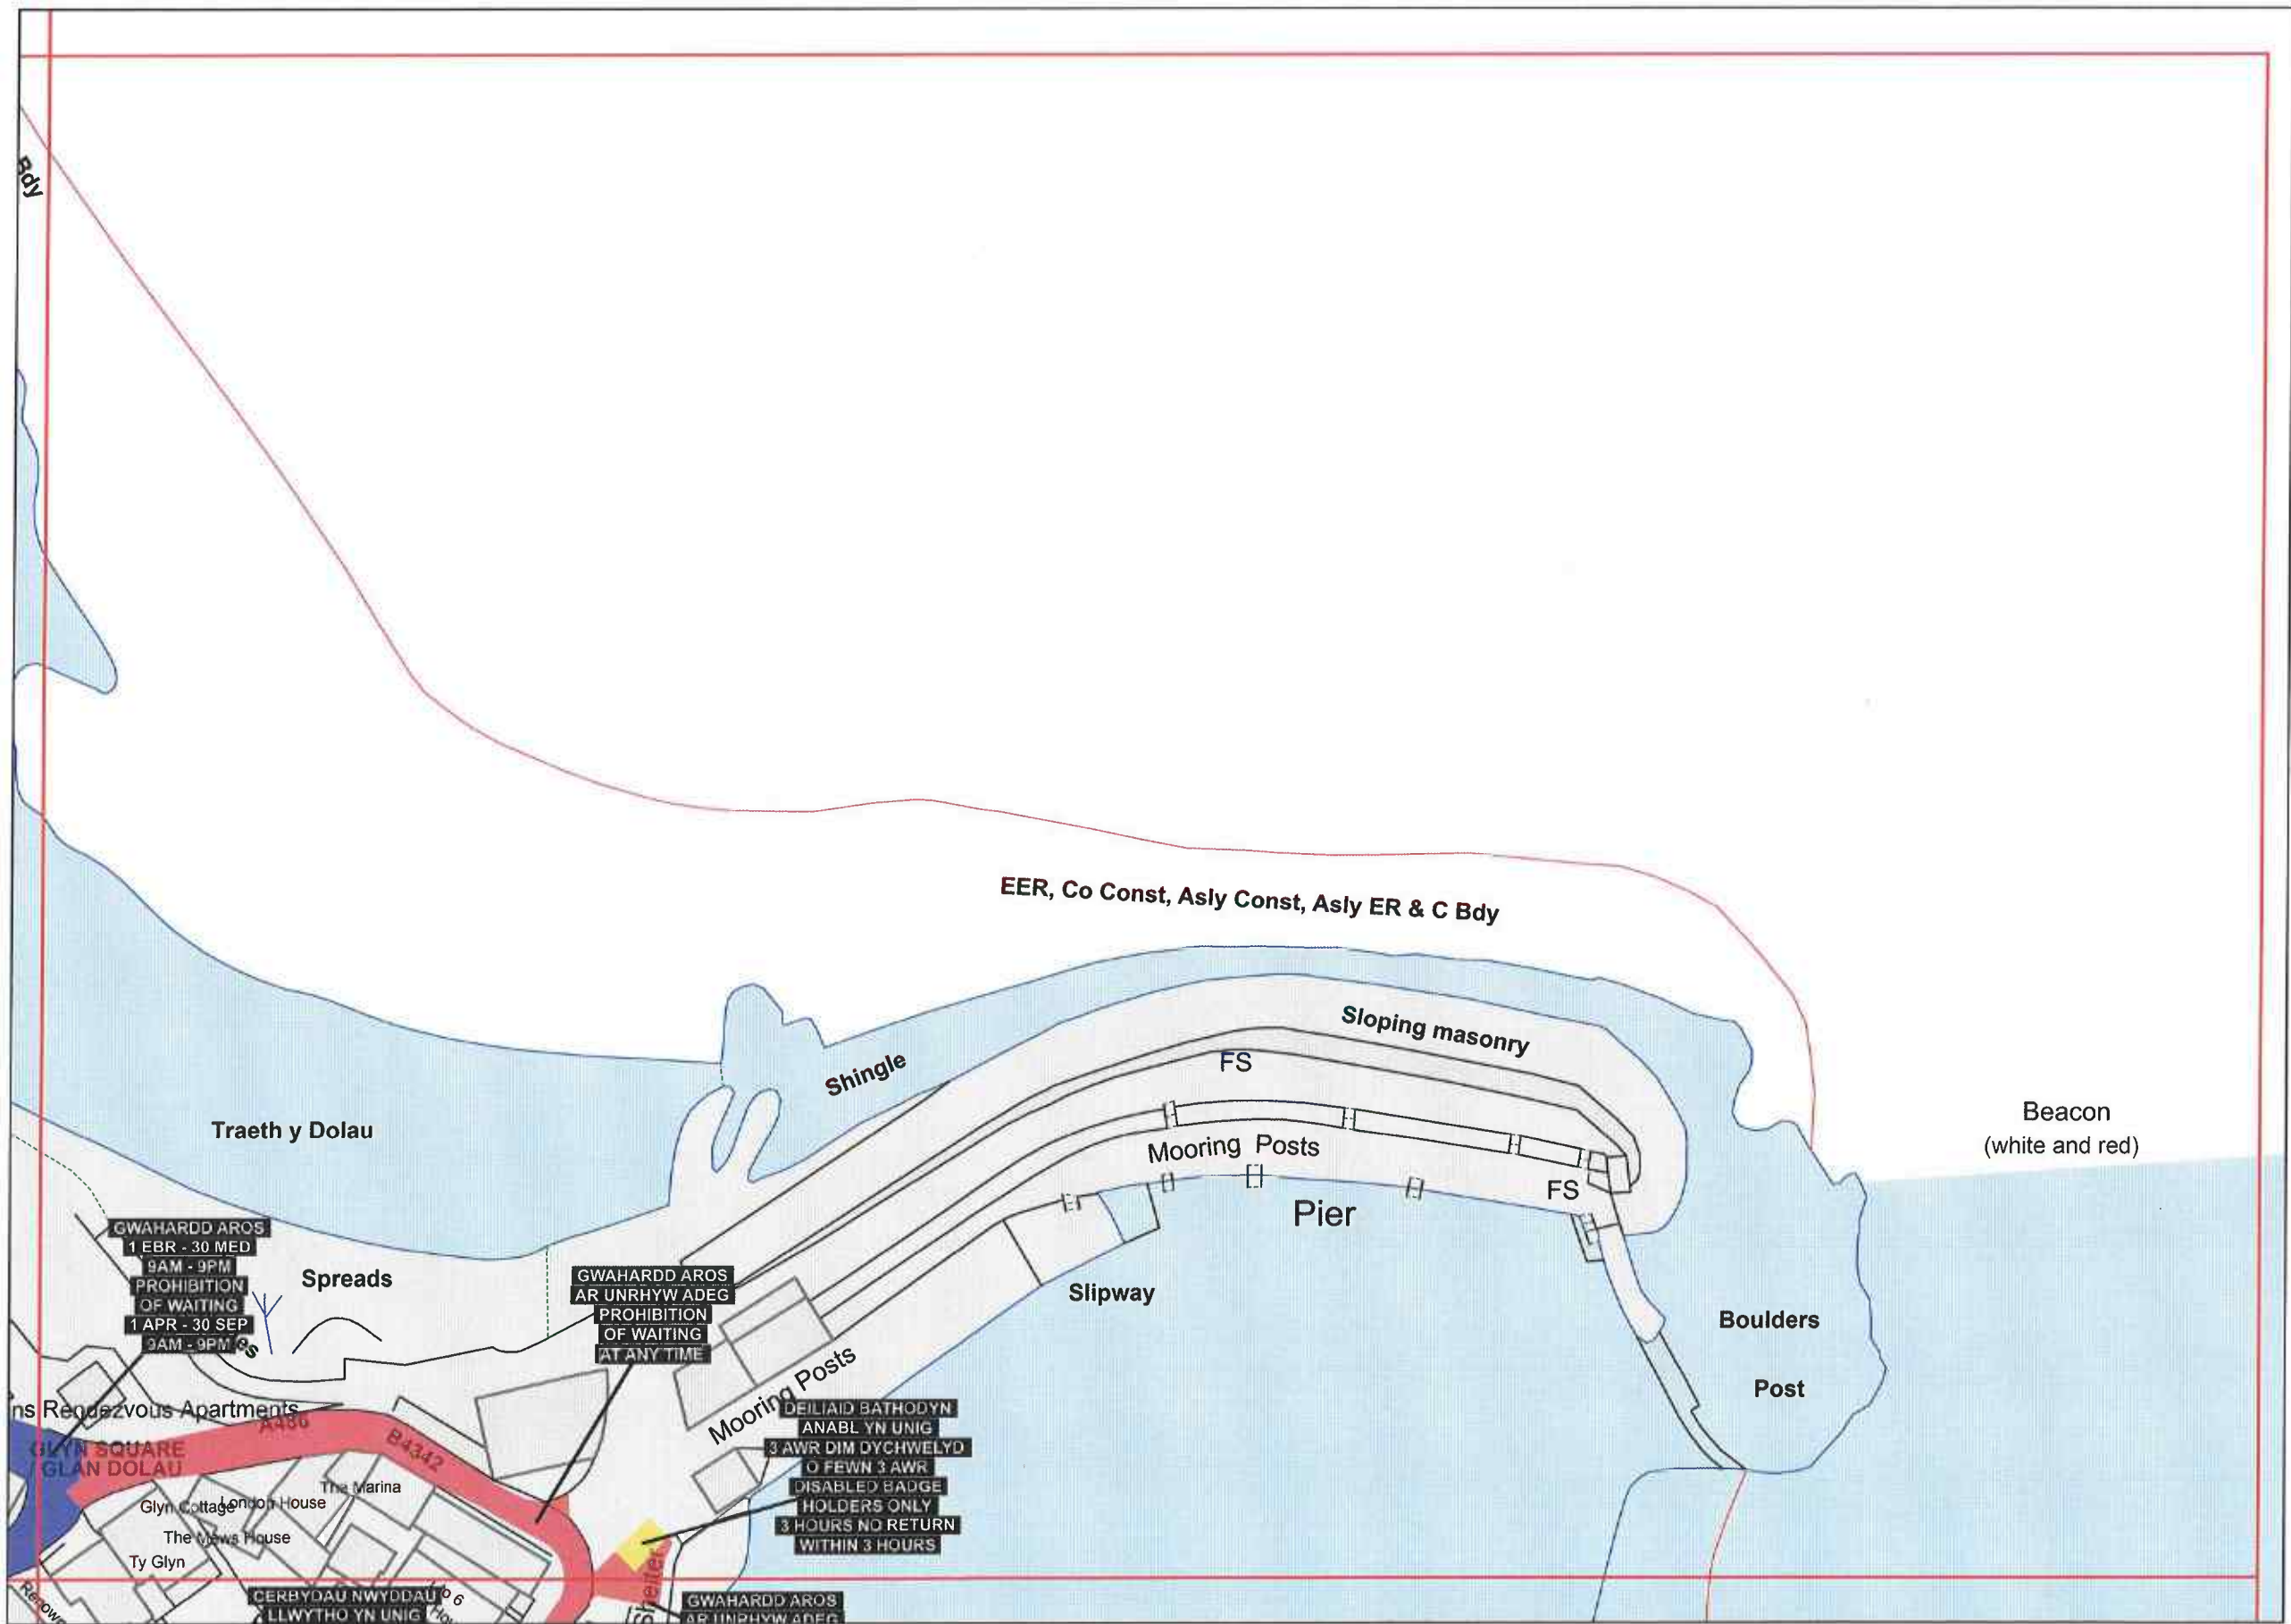 Bdy
EER, Co Const, Asly Const, Asly ER & C Bdy
Sloping masonry
FS
Shingle
Traeth y Dolau
Beacon
(white and red)
Mooring Posts
FS
Pier
Slipway
Spreads
Boulders
Post
GWAHARDD AROS
1 EBR - 30 MED
9AM - 9PM
PROHIBITION
OF WAITING
1 APR - 30 SEP
9AM - 9PM
GWAHARDD AROS
AR UNRHYW ADEG
PROHIBITION
OF WAITING
AT ANY TIME
Mooring Posts
DEILIAID BATHODYN
ANABL YN UNIG
3 AWR DIM DYCHWELYD
O FEWN 3 AWR
DISABLED BADGE
HOLDERS ONLY
3 HOURS NO RETURN
WITHIN 3 HOURS
ns Rendezvous Apartments
A486
B4342
GLYN SQUARE
/ GLAN DOLAU
The Marina
Glyn Cottage
London House
The Mews House
Ty Glyn
Shelter
CERBYDAU NWYDDAU
LLWYTHO YN UNIG
GWAHARDD AROS
AR UNRHYW ADEG